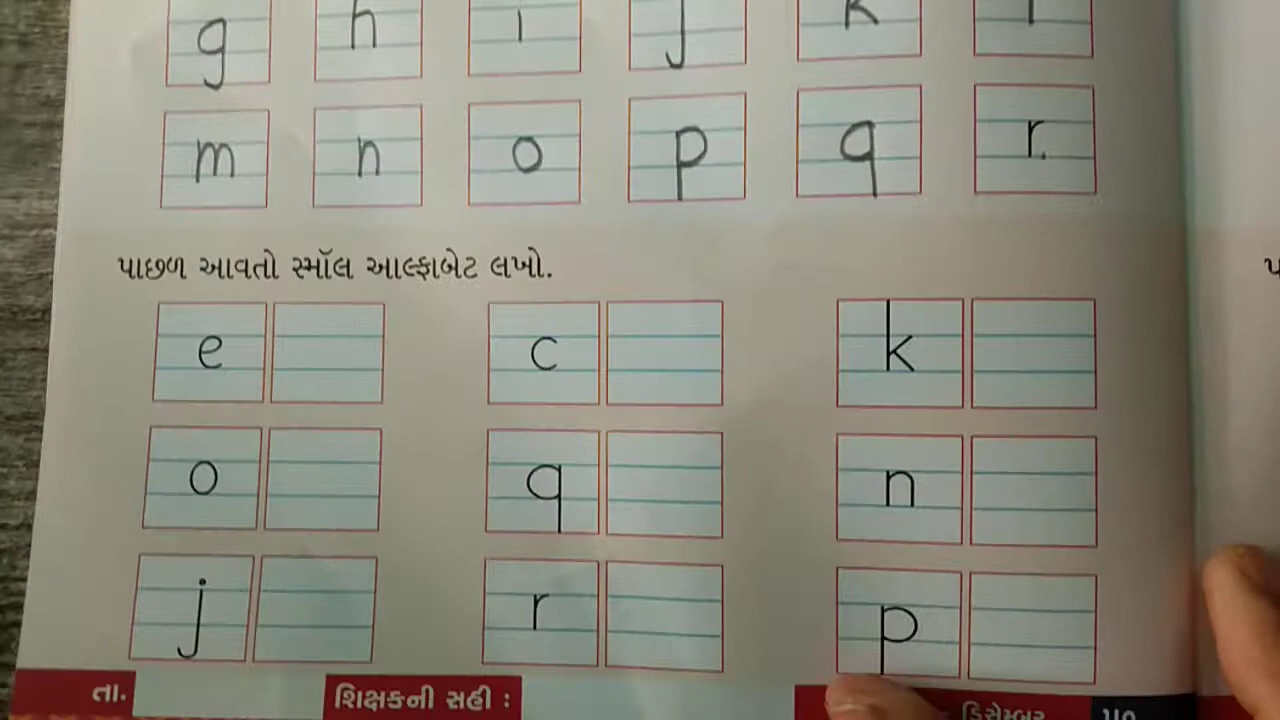 g h i j k l
m n o p q r.
પાછળ આવતો સ્મૉલ આલ્ફાબેટ લખો.
e c k
o q n
j r p
તા. શિક્ષકની સહી : ડિસેમ્બર